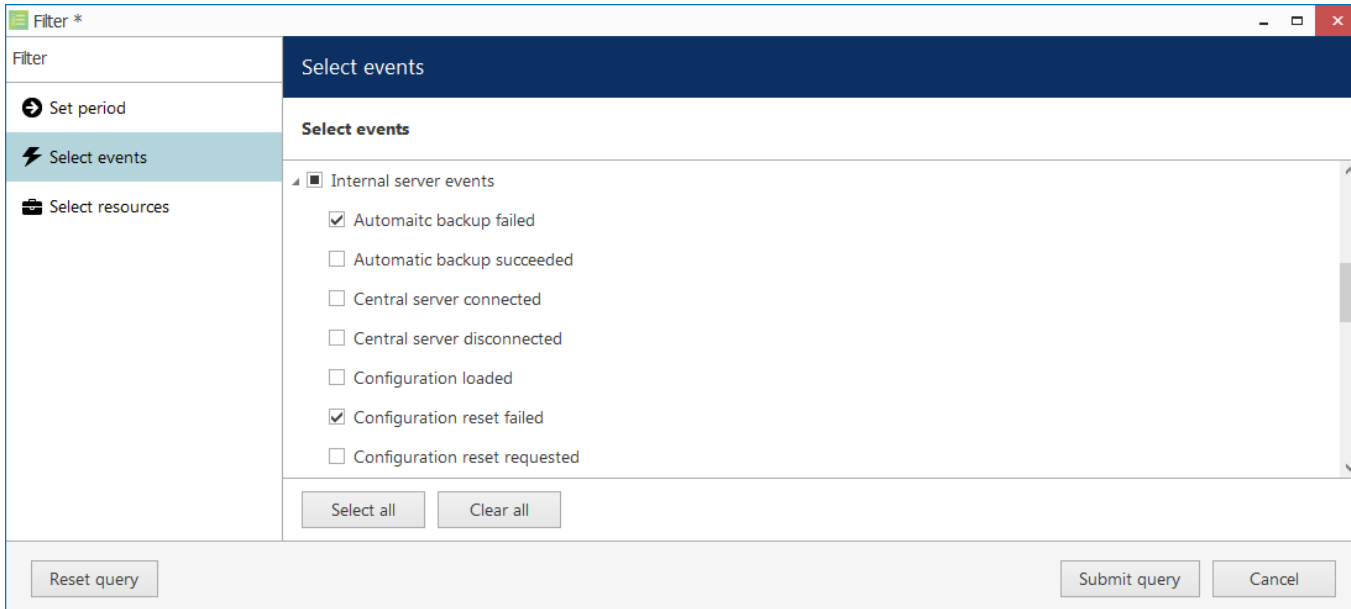 Filter *
Filter
Set period
Select events
Select resources
Select events
Select events
Internal server events
Automaitc backup failed
Automatic backup succeeded
Central server connected
Central server disconnected
Configuration loaded
Configuration reset failed
Configuration reset requested
Select all Clear all
Reset query Submit query Cancel